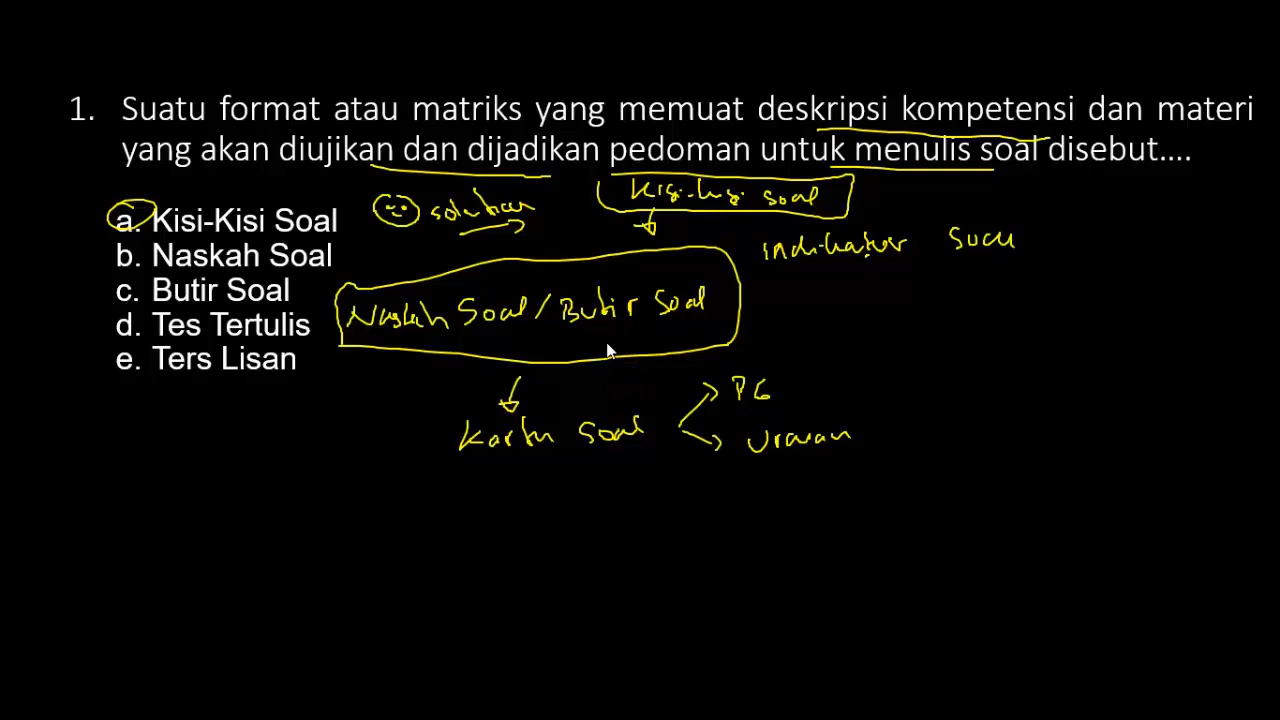 1. Suatu format atau matriks yang memuat deskripsi kompetensi dan materi
yang akan diujikan dan dijadikan pedoman untuk menulis soal disebut....
Kisi-kisi soal
a. Kisi-Kisi Soal
b. Naskah Soal
c. Butir Soal
d. Tes Tertulis
e. Ters Lisan
indikator
Naskah Soal / Butir Soal
Kartu Soal
PG
Uraian